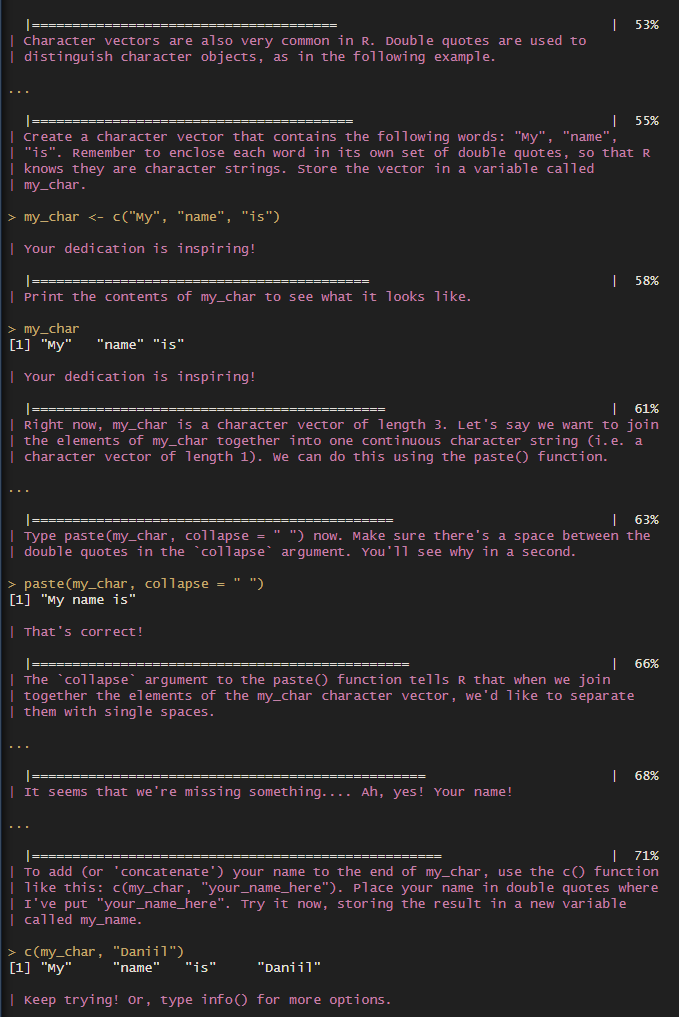 |====================================== | 53%
| Character vectors are also very common in R. Double quotes are used to
| distinguish character objects, as in the following example.
...
|======================================== | 55%
| Create a character vector that contains the following words: "My", "name",
| "is". Remember to enclose each word in its own set of double quotes, so that R
| knows they are character strings. Store the vector in a variable called
| my_char.
> my_char <- c("My", "name", "is")
| Your dedication is inspiring!
|========================================== | 58%
| Print the contents of my_char to see what it looks like.
> my_char
[1] "My"   "name" "is"
| Your dedication is inspiring!
|============================================ | 61%
| Right now, my_char is a character vector of length 3. Let's say we want to join
| the elements of my_char together into one continuous character string (i.e. a
| character vector of length 1). We can do this using the paste() function.
...
|============================================= | 63%
| Type paste(my_char, collapse = " ") now. Make sure there's a space between the
| double quotes in the `collapse` argument. You'll see why in a second.
> paste(my_char, collapse = " ")
[1] "My name is"
| That's correct!
|=============================================== | 66%
| The `collapse` argument to the paste() function tells R that when we join
| together the elements of the my_char character vector, we'd like to separate
| them with single spaces.
...
|================================================= | 68%
| It seems that we're missing something.... Ah, yes! Your name!
...
|=================================================== | 71%
| To add (or 'concatenate') your name to the end of my_char, use the c() function
| like this: c(my_char, "your_name_here"). Place your name in double quotes where
| I've put "your_name_here". Try it now, storing the result in a new variable
| called my_name.
> c(my_char, "Daniil")
[1] "My"     "name"   "is"     "Daniil"
| Keep trying! Or, type info() for more options.